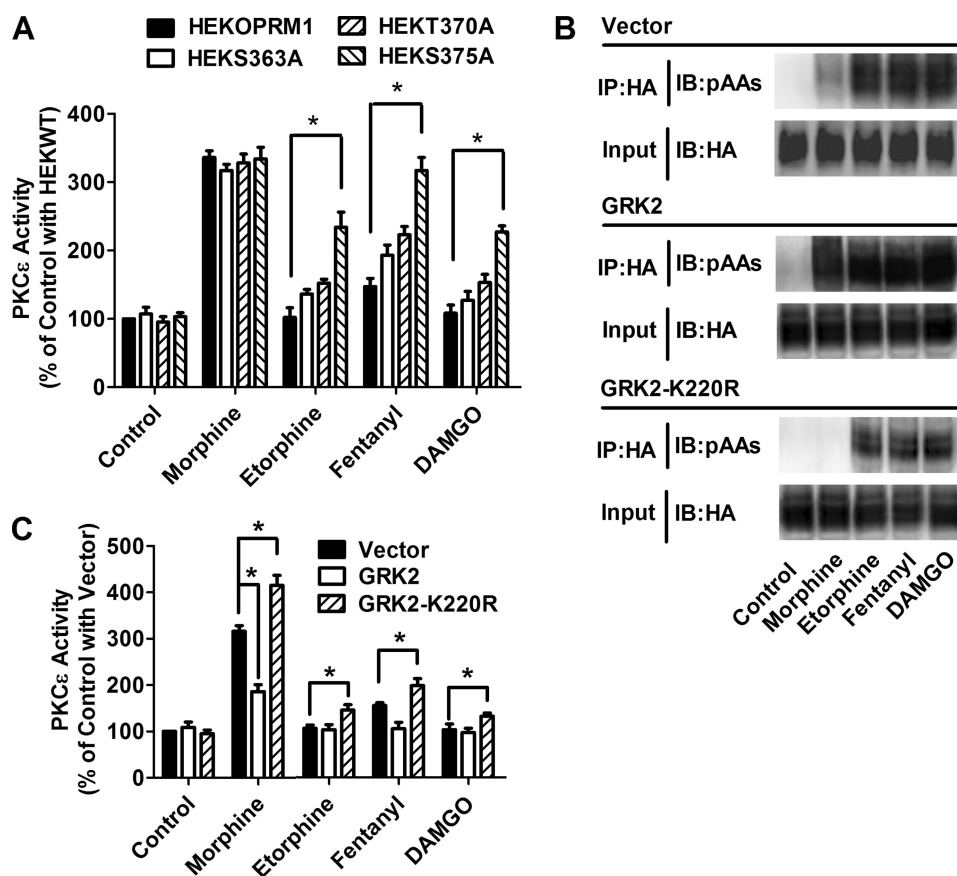 A
HEKOPRM1
HEKT370A
HEKS363A
HEKS375A
PKCε Activity
(% of Control with HEKWT)
400
300
200
100
0
*
*
*
Control
Morphine
Etorphine
Fentanyl
DAMGO
B
Vector
IP:HA
IB:pAAs
Input
IB:HA
GRK2
IP:HA
IB:pAAs
Input
IB:HA
GRK2-K220R
IP:HA
IB:pAAs
Input
IB:HA
Control
Morphine
Etorphine
Fentanyl
DAMGO
C
Vector
GRK2
GRK2-K220R
PKCε Activity
(% of Control with Vector)
500
400
300
200
100
0
*
*
*
*
*
Control
Morphine
Etorphine
Fentanyl
DAMGO